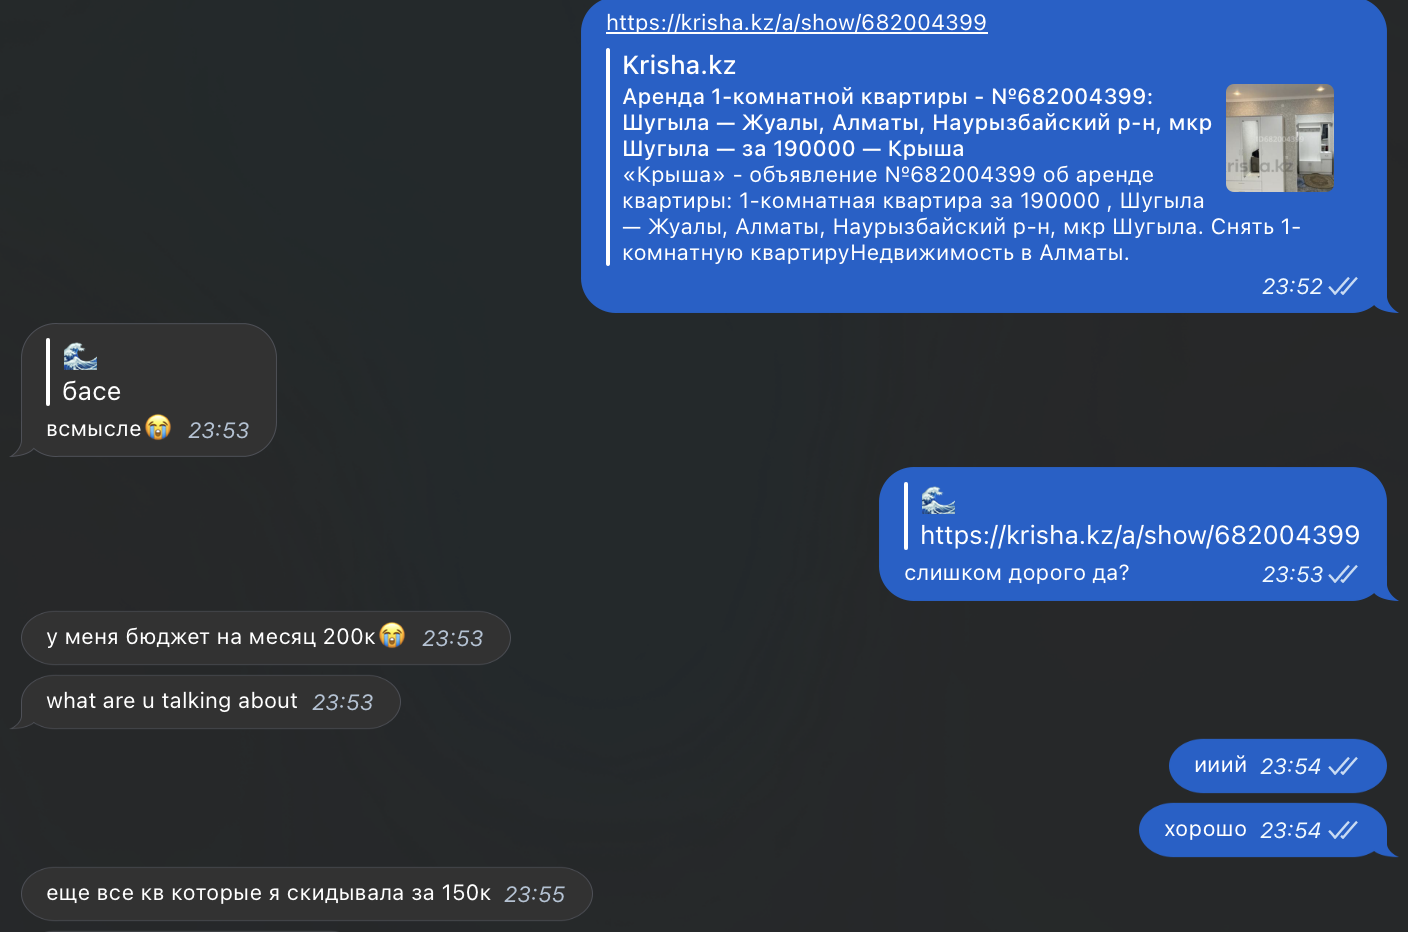 https://krisha.kz/a/show/682004399
Krisha.kz
Аренда 1-комнатной квартиры - №682004399:
Шугыла — Жуалы, Алматы, Наурызбайский р-н, мкр
Шугыла — за 190000 — Крыша
«Крыша» - объявление №682004399 об аренде
квартиры: 1-комнатная квартира за 190000 , Шугыла
— Жуалы, Алматы, Наурызбайский р-н, мкр Шугыла. Снять 1-
комнатную квартируНедвижимость в Алматы.
23:52
🌊
басе
всмысле😭 23:53
🌊
https://krisha.kz/a/show/682004399
слишком дорого да? 23:53
у меня бюджет на месяц 200к😭 23:53
what are u talking about 23:53
ииий 23:54
хорошо 23:54
еще все кв которые я скидывала за 150к 23:55